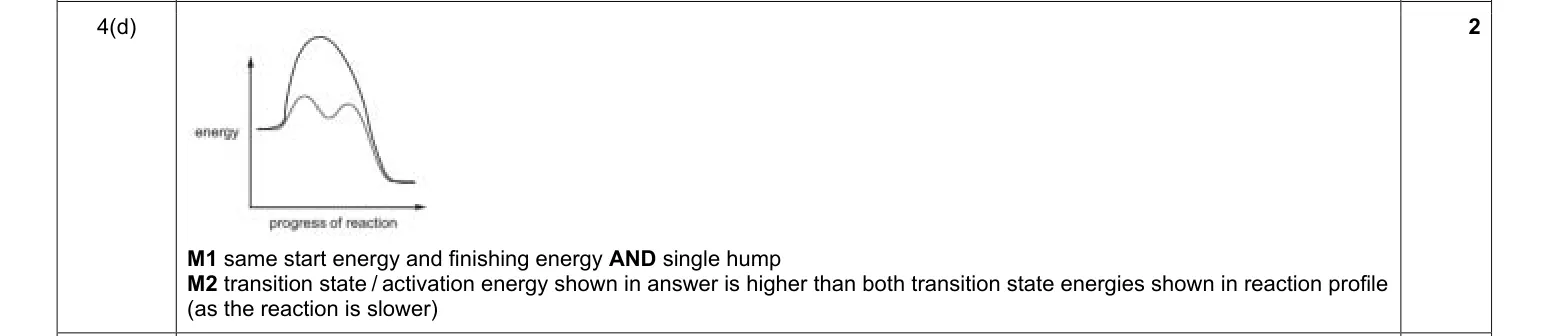 4(d)
2
energy
progress of reaction
M1 same start energy and finishing energy AND single hump
M2 transition state / activation energy shown in answer is higher than both transition state energies shown in reaction profile
(as the reaction is slower)